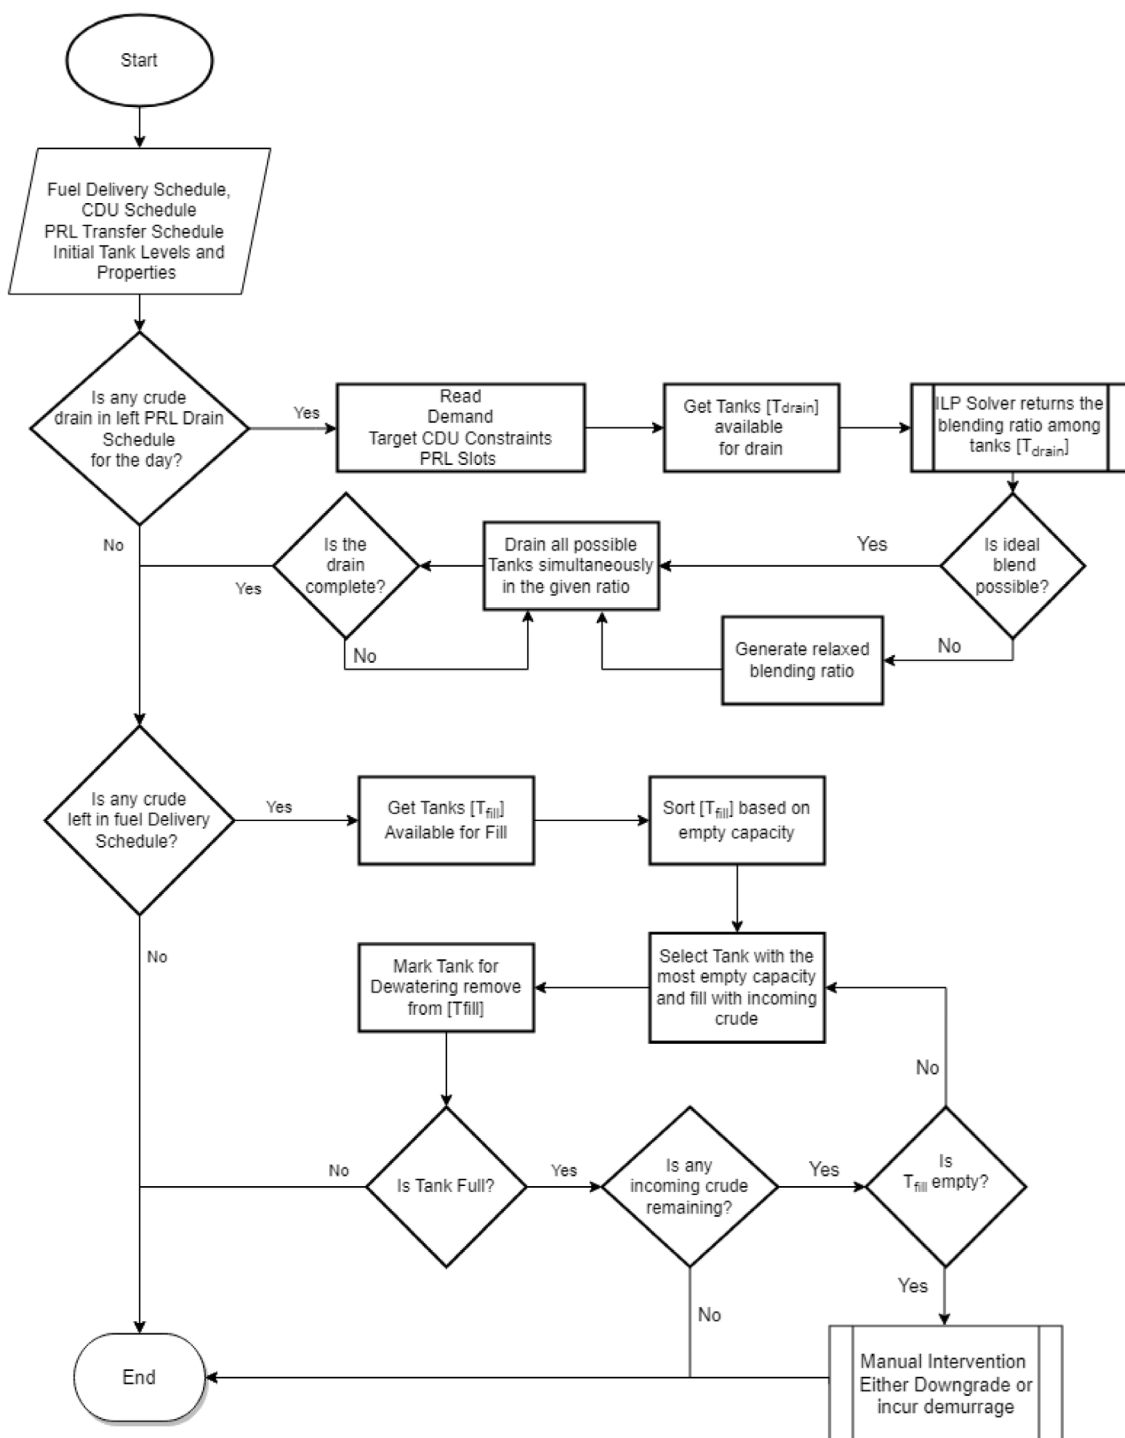 Start
Fuel Delivery Schedule,
CDU Schedule
PRL Transfer Schedule
Initial Tank Levels and
Properties
Is any crude
drain in left PRL Drain
Schedule
for the day?
Yes
Read
Demand
Target CDU Constraints
PRL Slots
Get Tanks [Tdrain]
available
for drain
ILP Solver returns the
blending ratio among
tanks [Tdrain]
No
Is the
drain
complete?
Yes
No
Drain all possible
Tanks simultaneously
in the given ratio
Yes
Is ideal
blend
possible?
No
Generate relaxed
blending ratio
Is any crude
left in fuel Delivery
Schedule?
Yes
Get Tanks [Tfill]
Available for Fill
Sort [Tfill] based on
empty capacity
No
Mark Tank for
Dewatering remove
from [Tfill]
Select Tank with the
most empty capacity
and fill with incoming
crude
No
No
Is Tank Full?
Yes
Is any
incoming crude
remaining?
Yes
Is
Tfill empty?
Yes
No
End
Manual Intervention
Either Downgrade or
incur demurrage